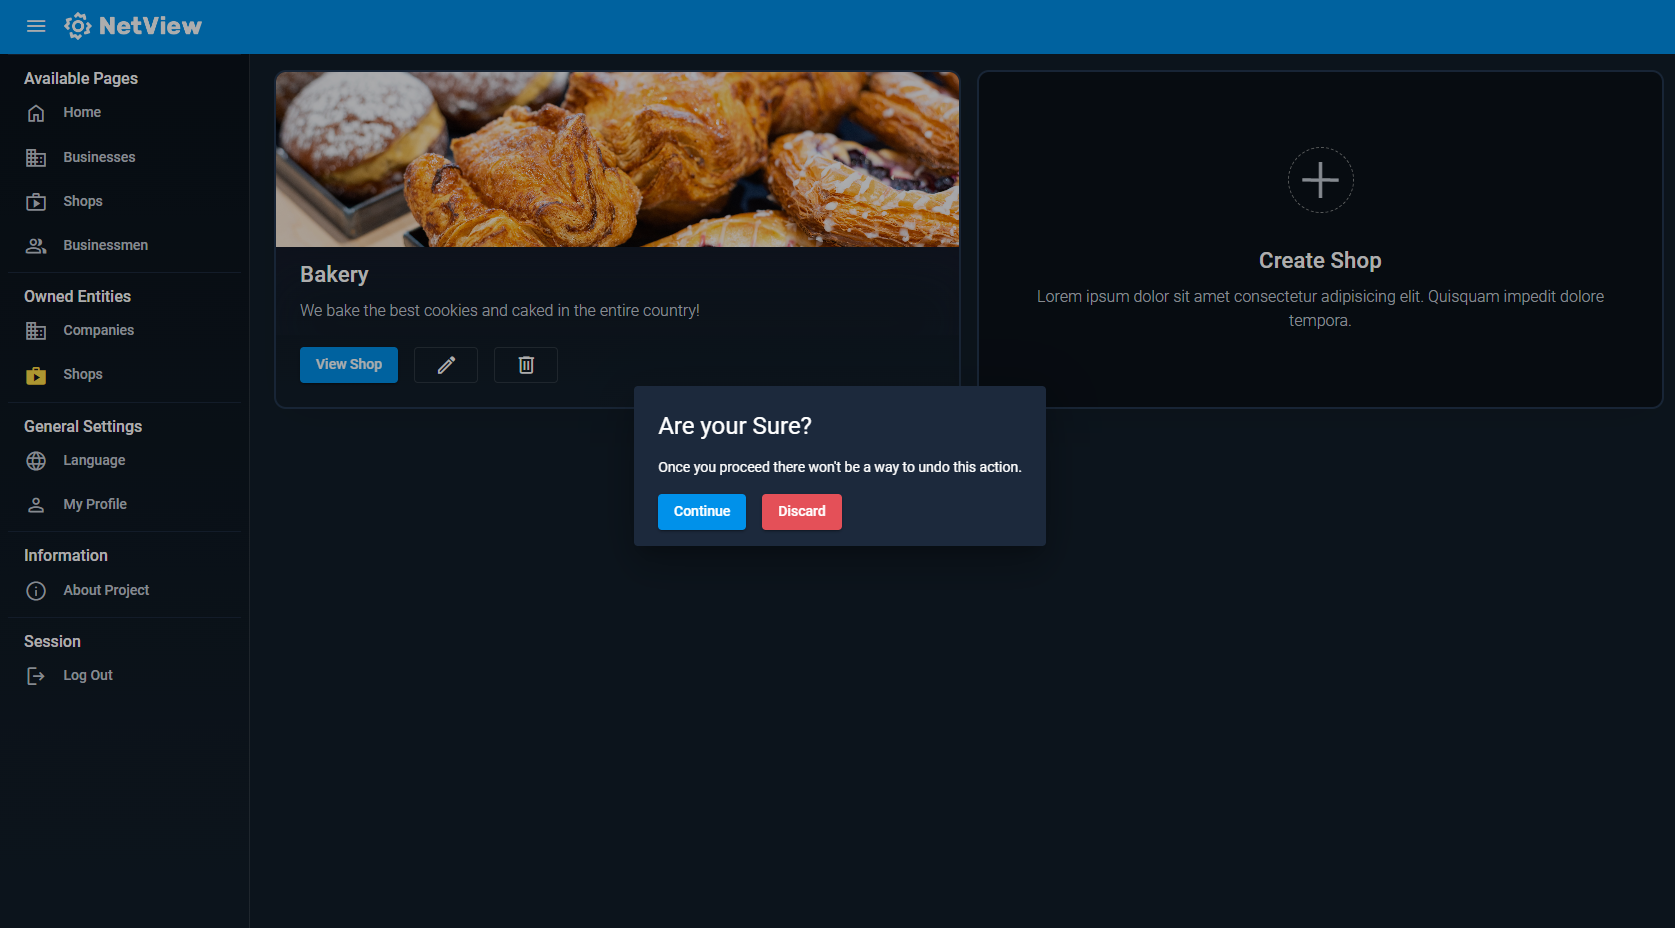 NetView
Available Pages
Home
Businesses
Shops
Businessmen
Owned Entities
Companies
Shops
General Settings
Language
My Profile
Information
About Project
Session
Log Out
Bakery
We bake the best cookies and caked in the entire country!
View Shop
Create Shop
Lorem ipsum dolor sit amet consectetur adipisicing elit. Quisquam impedit dolore
tempora.
Are your Sure?
Once you proceed there won't be a way to undo this action.
Continue
Discard